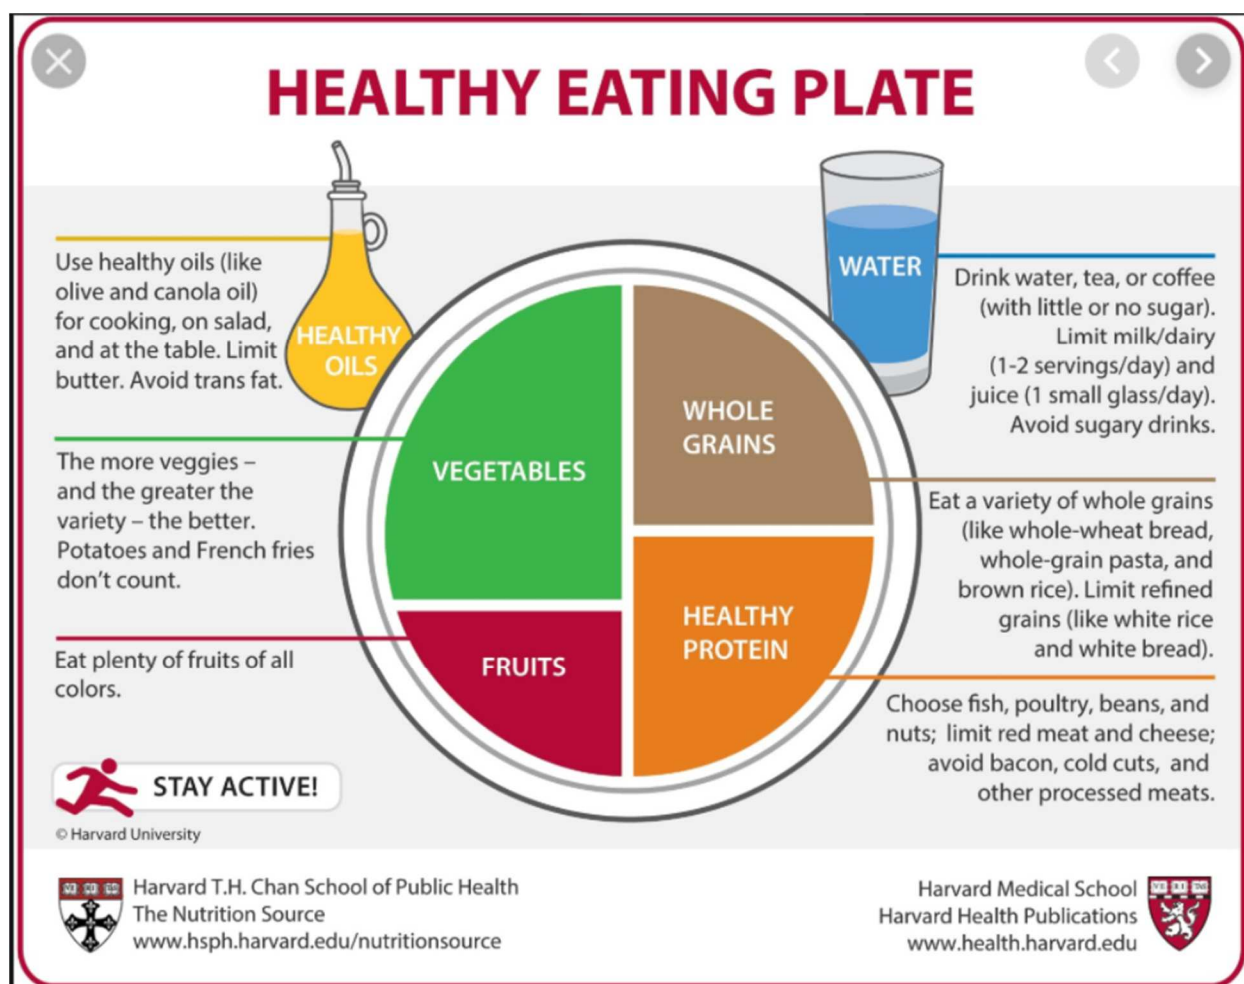 HEALTHY EATING PLATE
Use healthy oils (like
olive and canola oil)
for cooking, on salad,
and at the table. Limit
butter. Avoid trans fat.
HEALTHY
OILS
The more veggies –
and the greater the
variety – the better.
Potatoes and French fries
don’t count.
Eat plenty of fruits of all
colors.
VEGETABLES
FRUITS
WHOLE
GRAINS
HEALTHY
PROTEIN
WATER
Drink water, tea, or coffee
(with little or no sugar).
Limit milk/dairy
(1-2 servings/day) and
juice (1 small glass/day).
Avoid sugary drinks.
Eat a variety of whole grains
(like whole-wheat bread,
whole-grain pasta, and
brown rice). Limit refined
grains (like white rice
and white bread).
Choose fish, poultry, beans, and
nuts; limit red meat and cheese;
avoid bacon, cold cuts, and
other processed meats.
STAY ACTIVE!
© Harvard University
Harvard T.H. Chan School of Public Health
The Nutrition Source
www.hsph.harvard.edu/nutritionsource
Harvard Medical School
Harvard Health Publications
www.health.harvard.edu